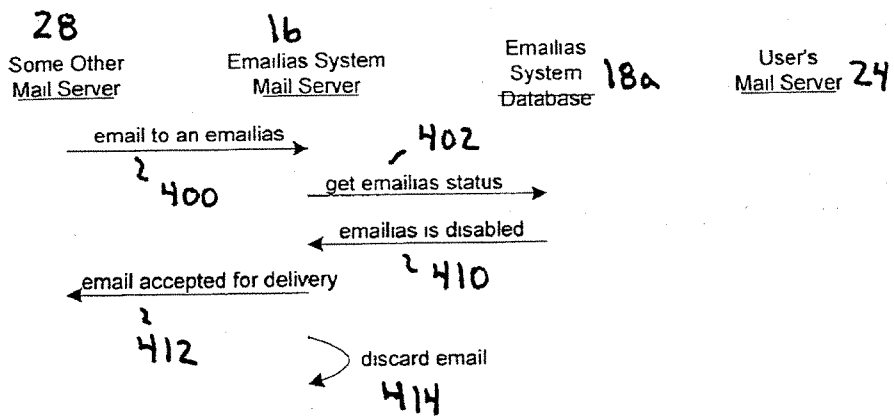 28
Some Other
Mail Server
16
Emailias System
Mail Server
Emailias
System
Database
18a
User's
Mail Server
24
email to an emailias
400
402
get emailias status
emailias is disabled
410
email accepted for delivery
412
discard email
414